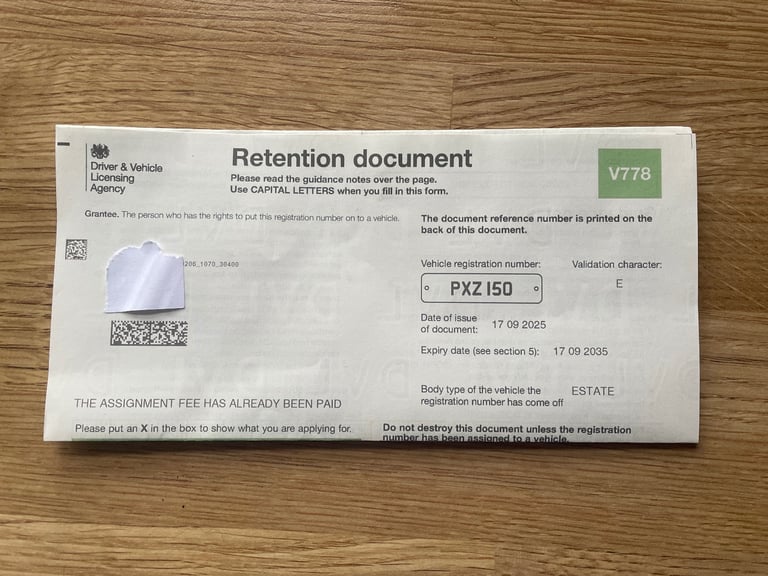 Driver & Vehicle
Licensing
Agency
Retention document
Please read the guidance notes over the page.
Use CAPITAL LETTERS when you fill in this form.
V778
Grantee. The person who has the rights to put this registration number on to a vehicle.
The document reference number is printed on the
back of this document.
206_1070_30400
Vehicle registration number:
Validation character:
PXZ 150
E
Date of issue
of document:
17 09 2025
Expiry date (see section 5):
17 09 2035
Body type of the vehicle the
registration number has come off
ESTATE
THE ASSIGNMENT FEE HAS ALREADY BEEN PAID
Please put an X in the box to show what you are applying for.
Do not destroy this document unless the registration
number has been assigned to a vehicle.